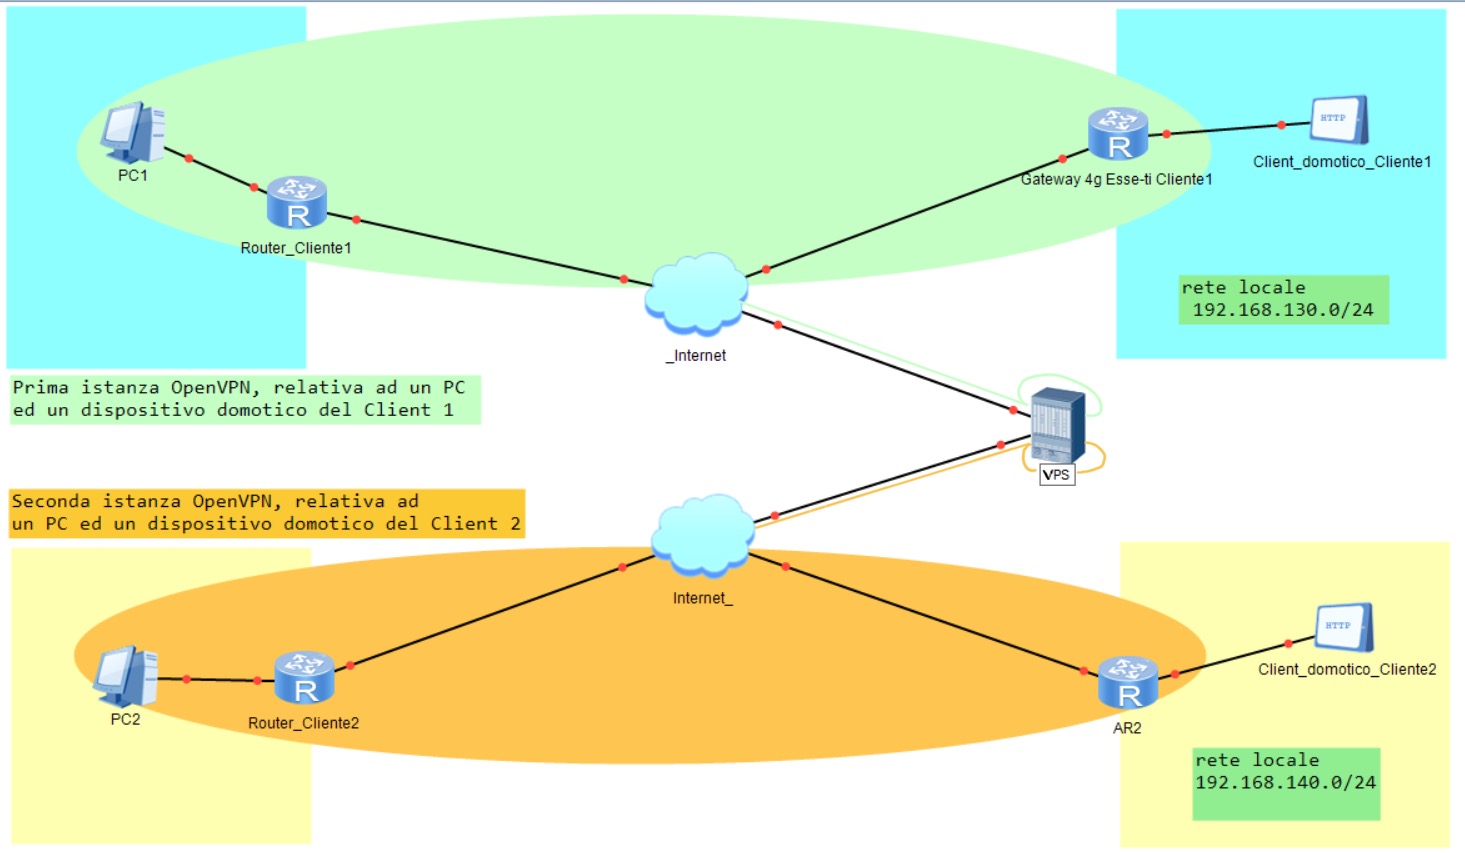 HTTP
R
PC1
Client_domotico_Cliente1
Gateway 4g Esse-ti Cliente1
R
Router_Cliente1
rete locale
192.168.130.0/24
_Internet
Prima istanza OpenVPN, relativa ad un PC
ed un dispositivo domotico del Client 1
VPS
Seconda istanza OpenVPN, relativa ad
un PC ed un dispositivo domotico del Client 2
Internet_
HTTP
Client_domotico_Cliente2
R
R
PC2
Router_Cliente2
AR2
rete locale
192.168.140.0/24